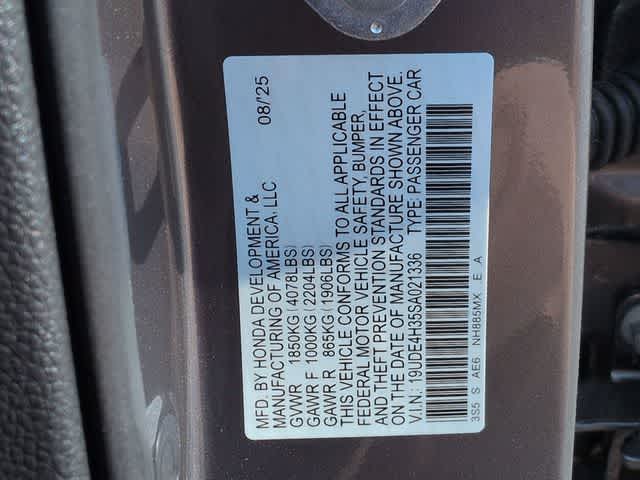 MFD. BY HONDA DEVELOPMENT & 08/'25
MANUFACTURING OF AMERICA, LLC
GVWR 1850KG(4078LBS)
GAWR F 1000KG(2204LBS)
GAWR R 865KG(1906LBS)
THIS VEHICLE CONFORMS TO ALL APPLICABLE
FEDERAL MOTOR VEHICLE SAFETY, BUMPER,
AND THEFT PREVENTION STANDARDS IN EFFECT
ON THE DATE OF MANUFACTURE SHOWN ABOVE.
V.I.N.: 19UDE4H36SA021336 TYPE: PASSENGER CAR
3S5 S AE6 NH885MX E A